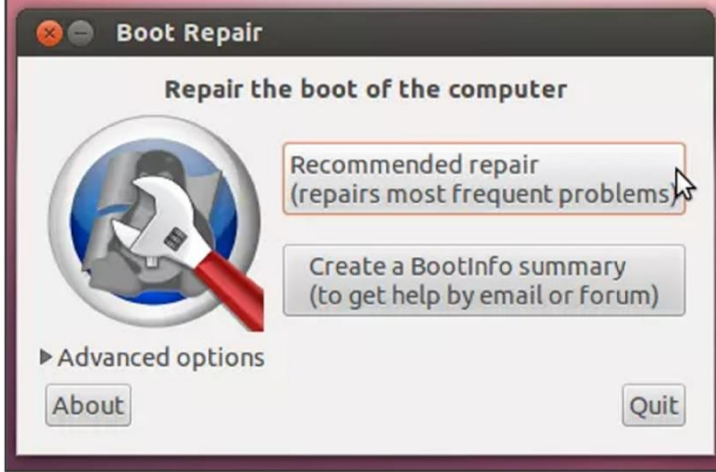 Boot Repair
Repair the boot of the computer
Recommended repair
(repairs most frequent problems)
Create a BootInfo summary
(to get help by email or forum)
Advanced options
About
Quit